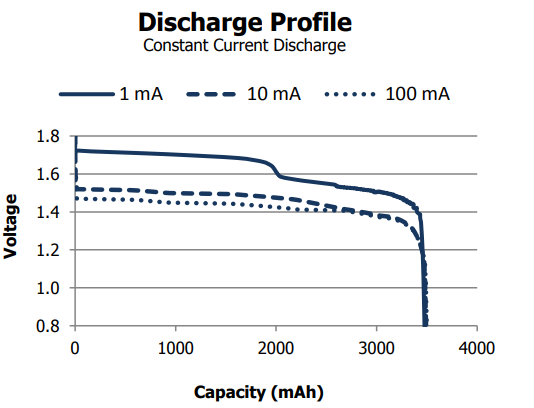 Discharge Profile
Constant Current Discharge
1 mA 10 mA 100 mA
1.8
1.6
1.4
1.2
1.0
0.8
Voltage
0 1000 2000 3000 4000
Capacity (mAh)